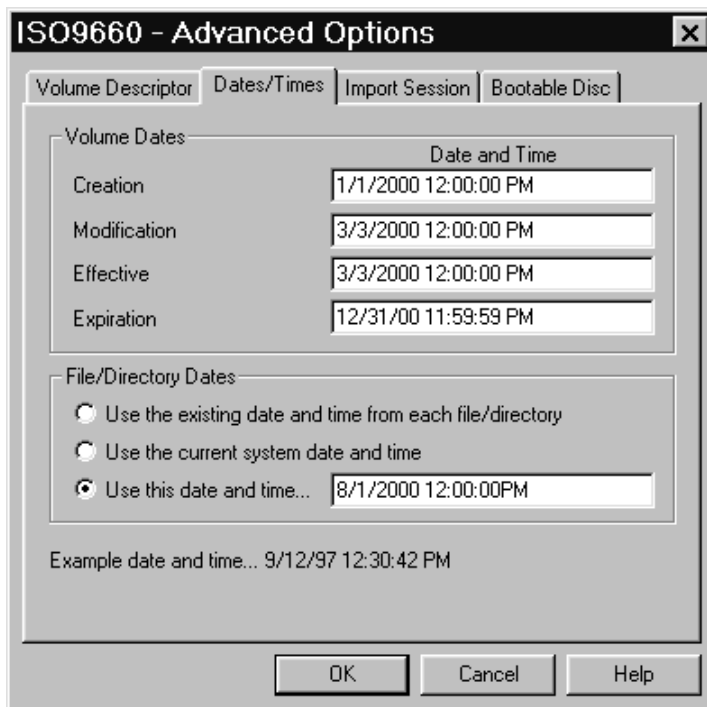 ISO9660 - Advanced Options
Volume Descriptor Dates/Times Import Session Bootable Disc
Volume Dates
Date and Time
Creation 1/1/2000 12:00:00 PM
Modification 3/3/2000 12:00:00 PM
Effective 3/3/2000 12:00:00 PM
Expiration 12/31/00 11:59:59 PM
File/Directory Dates
Use the existing date and time from each file/directory
Use the current system date and time
Use this date and time... 8/1/2000 12:00:00PM
Example date and time... 9/12/97 12:30:42 PM
OK Cancel Help